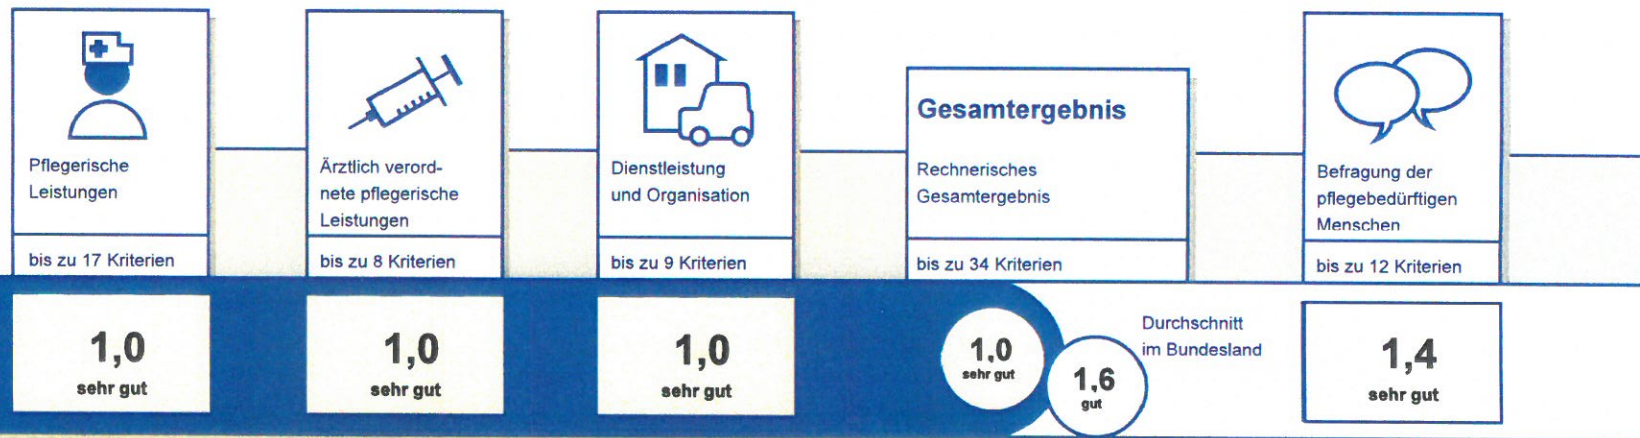 Pflegerische
Leistungen
bis zu 17 Kriterien
1,0
sehr gut
Ärztlich verord-
nete pflegerische
Leistungen
bis zu 8 Kriterien
1,0
sehr gut
Dienstleistung
und Organisation
bis zu 9 Kriterien
1,0
sehr gut
Gesamtergebnis
Rechnerisches
Gesamtergebnis
bis zu 34 Kriterien
1,0
sehr gut
1,6
gut
Durchschnitt
im Bundesland
Befragung der
pflegebedürftigen
Menschen
bis zu 12 Kriterien
1,4
sehr gut